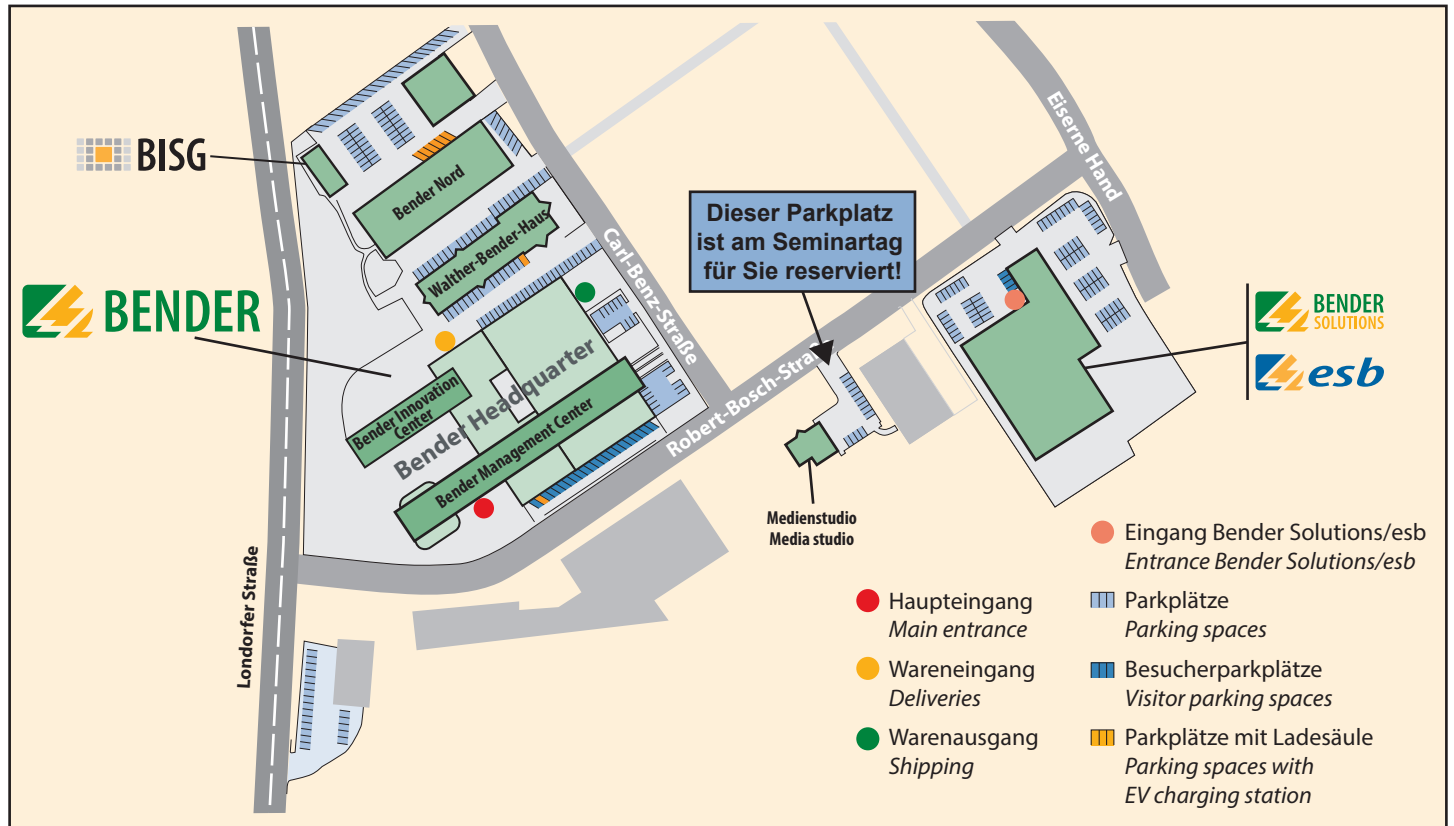 BISG
BENDER
Bender Nord
Walther-Bender-Haus
Carl-Benz-Straße
Bender Innovation
Center
Bender Headquarter
Bender Management Center
Londorfer Straße
Dieser Parkplatz
ist am Seminartag
für Sie reserviert!
Robert-Bosch-Straße
Eiserne Hand
BENDER
SOLUTIONS
esb
Medienstudio
Media studio
Haupteingang
Main entrance
Wareneingang
Deliveries
Warenausgang
Shipping
Eingang Bender Solutions/esb
Entrance Bender Solutions/esb
Parkplätze
Parking spaces
Besucherparkplätze
Visitor parking spaces
Parkplätze mit Ladesäule
Parking spaces with
EV charging station